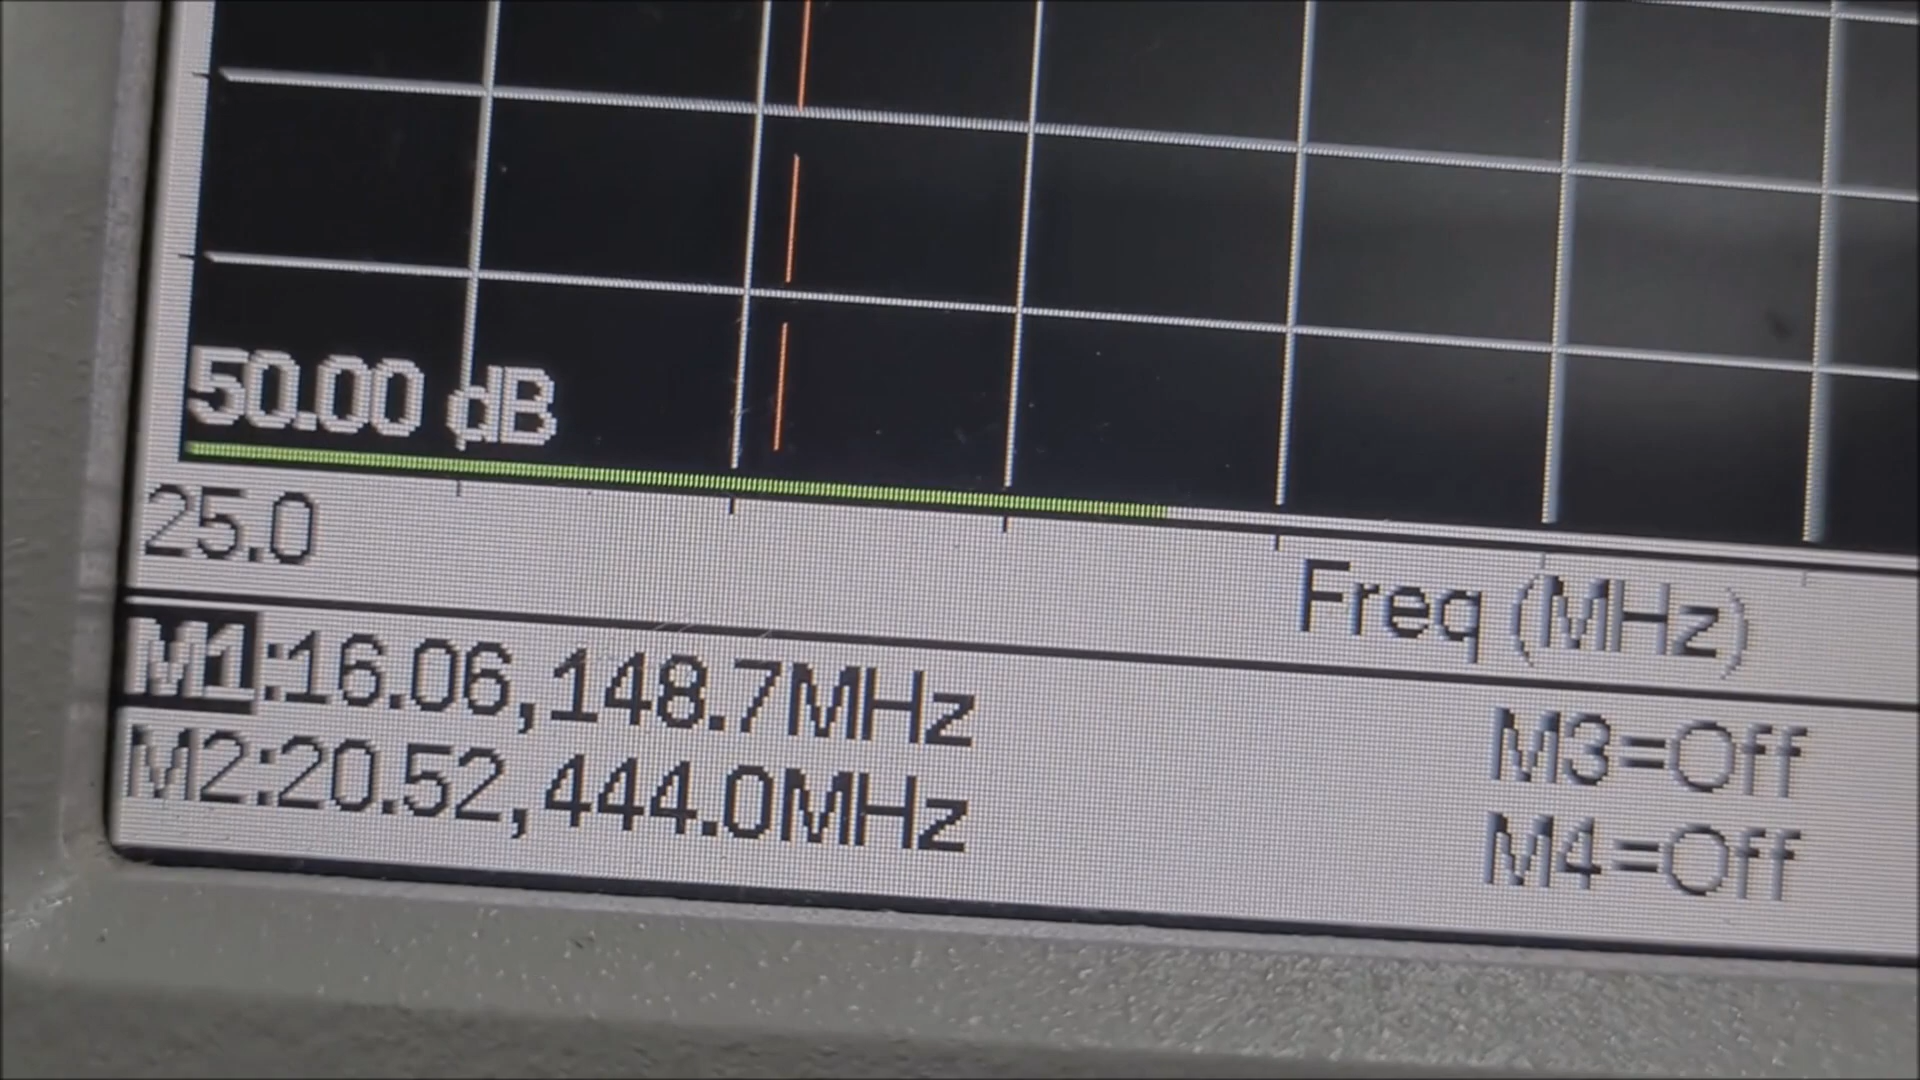 50.00 dB
25.0
Freq (MHz)
M1:16.06,148.7MHz
M3=Off
M2:20.52,444.0MHz
M4=Off